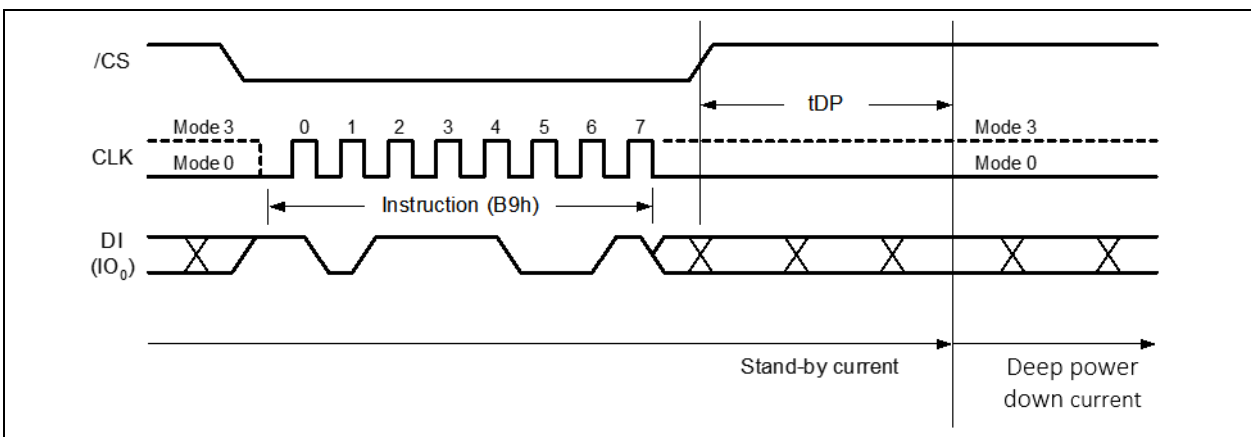 /CS
tDP
Mode 3 0 1 2 3 4 5 6 7 Mode 3
CLK
Mode 0 Mode 0
Instruction (B9h)
DI
(IO0)
Stand-by current
Deep power
down current